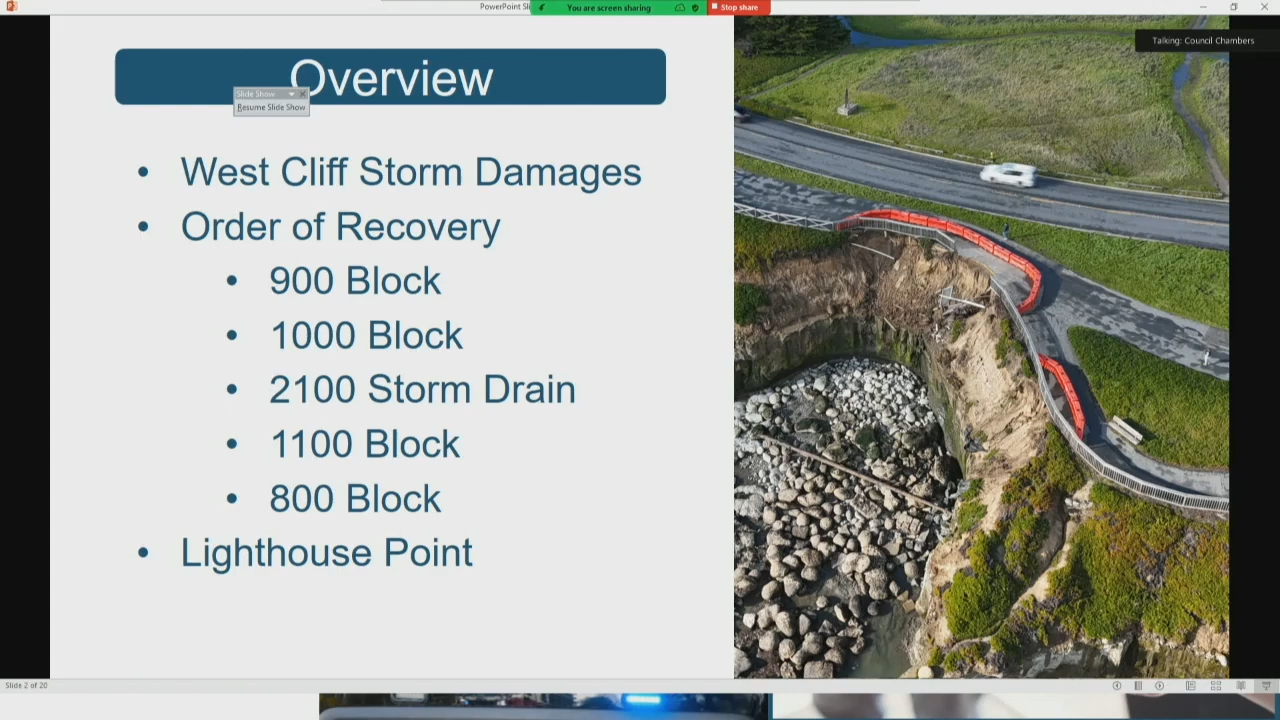 PowerPoint Sli
You are screen sharing
Stop share
Talking: Council Chambers
Overview
Slide Show
Resume Slide Show
• West Cliff Storm Damages
• Order of Recovery
• 900 Block
• 1000 Block
• 2100 Storm Drain
• 1100 Block
• 800 Block
• Lighthouse Point
Slide 2 of 20